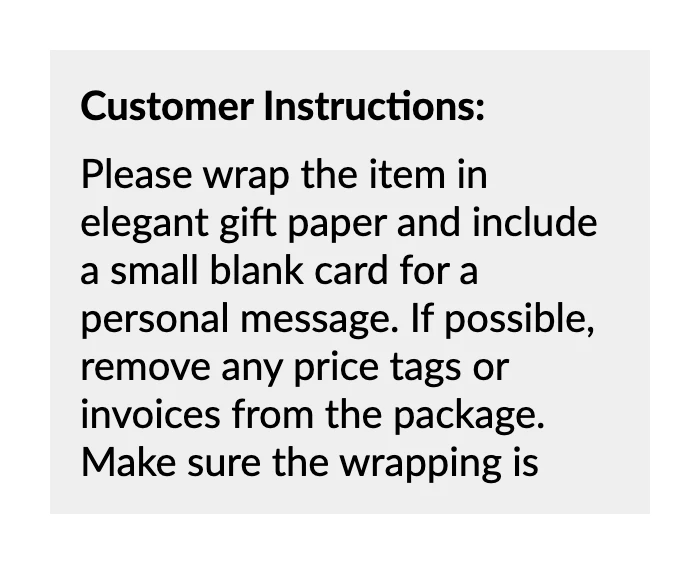 Customer Instructions:
Please wrap the item in
elegant gift paper and include
a small blank card for a
personal message. If possible,
remove any price tags or
invoices from the package.
Make sure the wrapping is